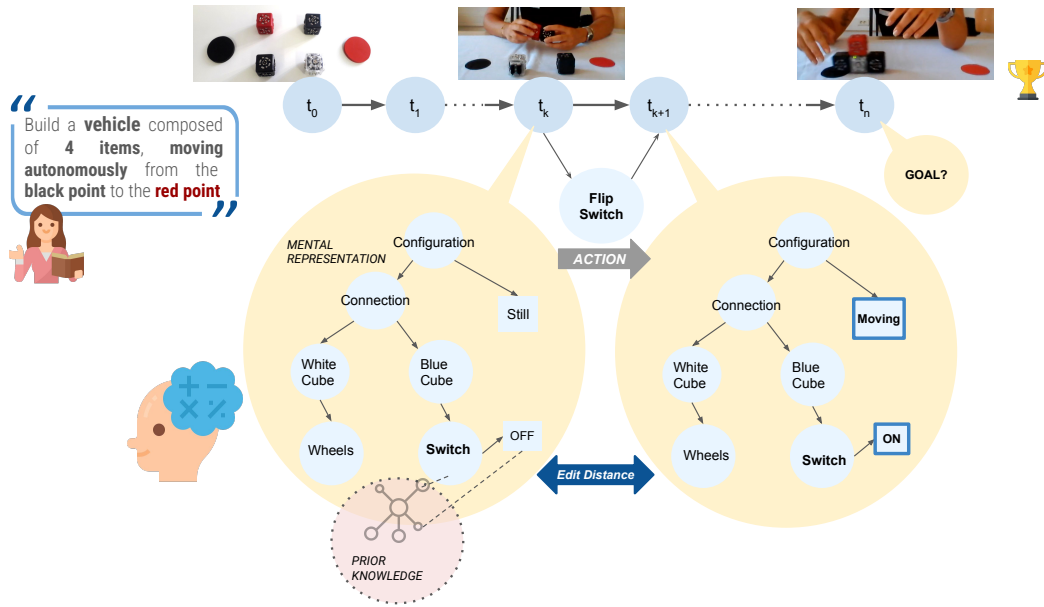 t0
t1
tk
tk+1
tn
“
Build a vehicle composed
of 4 items, moving
autonomously from the
black point to the red point
”
GOAL?
Flip
Switch
ACTION
MENTAL
REPRESENTATION
Configuration
Connection
Still
White
Cube
Blue
Cube
Wheels
Switch
OFF
Configuration
Connection
Moving
White
Cube
Blue
Cube
Wheels
Switch
ON
Edit Distance
PRIOR
KNOWLEDGE